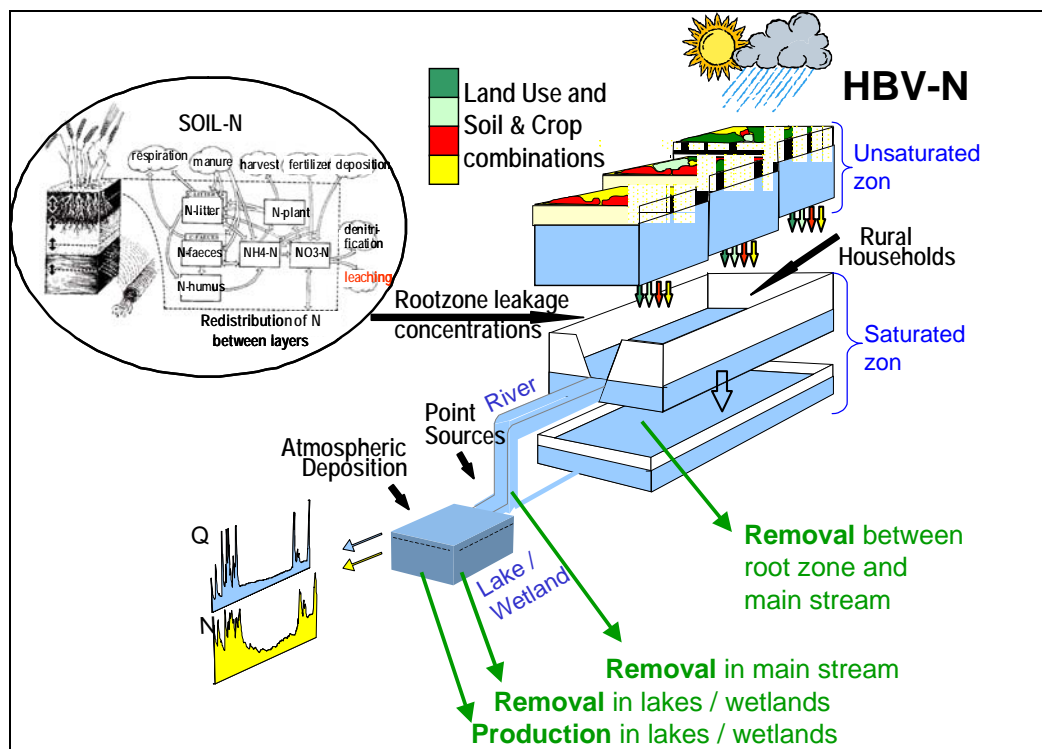 HBV-N
Land Use and
Soil & Crop
combinations
SOIL-N
respiration
manure
harvest
fertilizer
deposition
N-litter
N-plant
denitri-
fication
N-faeces
NH4-N
NO3-N
leaching
N-humus
Redistribution of N
between layers
Unsaturated
zon
Rural
Households
Rootzone leakage
concentrations
Saturated
zon
River
Point
Sources
Atmospheric
Deposition
Lake /
Wetland
Q
N
Removal between
root zone and
main stream
Removal in main stream
Removal in lakes / wetlands
Production in lakes / wetlands